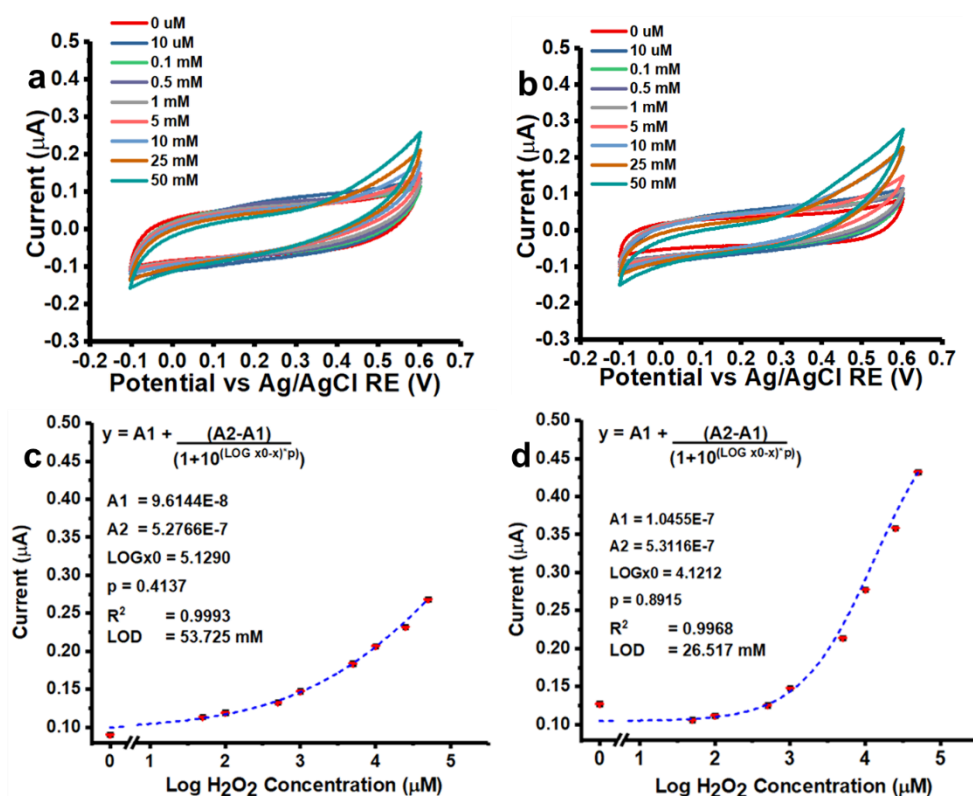 a
0 uM
10 uM
0.1 mM
0.5 mM
1 mM
5 mM
10 mM
25 mM
50 mM
0.5
0.4
0.3
0.2
0.1
0.0
-0.1
-0.2
-0.3
Current (μA)
-0.2 -0.1 0.0 0.1 0.2 0.3 0.4 0.5 0.6 0.7
Potential vs Ag/AgCl RE (V)
b
0 uM
10 uM
0.1 mM
0.5 mM
1 mM
5 mM
10 mM
25 mM
50 mM
0.5
0.4
0.3
0.2
0.1
0.0
-0.1
-0.2
-0.3
Current (μA)
-0.2 -0.1 0.0 0.1 0.2 0.3 0.4 0.5 0.6 0.7
Potential vs Ag/AgCl RE (V)
c
y = A1 + (A2-A1)
(1+10^(LOG x0-x)*p)
A1 = 9.6144E-8
A2 = 5.2766E-7
LOGx0 = 5.1290
p = 0.4137
R² = 0.9993
LOD = 53.725 mM
0.50
0.45
0.40
0.35
0.30
0.25
0.20
0.15
0.10
Current (μA)
0 1 2 3 4 5
Log H₂O₂ Concentration (μM)
d
y = A1 + (A2-A1)
(1+10^(LOG x0-x)*p)
A1 = 1.0455E-7
A2 = 5.3116E-7
LOGx0 = 4.1212
p = 0.8915
R² = 0.9968
LOD = 26.517 mM
0.50
0.45
0.40
0.35
0.30
0.25
0.20
0.15
0.10
Current (μA)
0 1 2 3 4 5
Log H₂O₂ Concentration (μM)